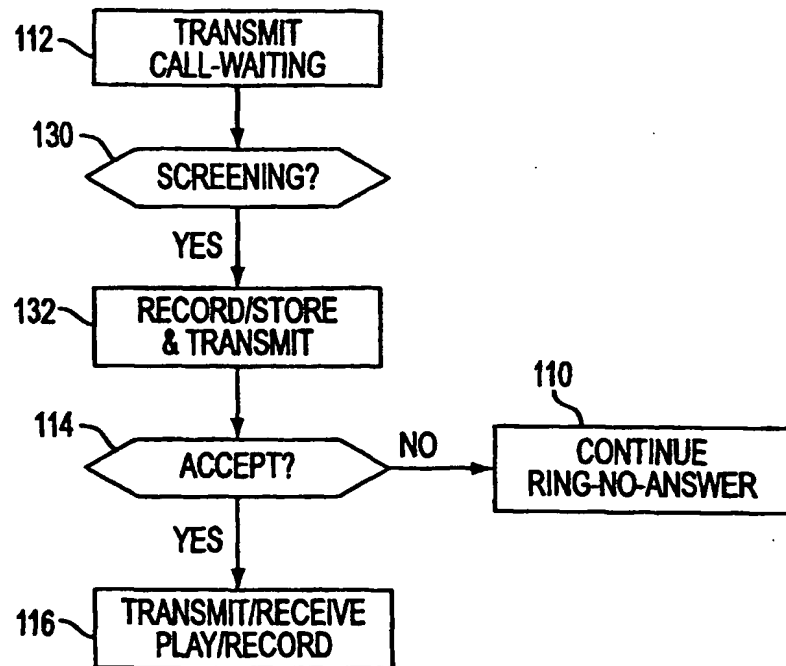 112
TRANSMIT
CALL-WAITING
130
SCREENING?
YES
132
RECORD/STORE
& TRANSMIT
114
ACCEPT?
NO
110
CONTINUE
RING-NO-ANSWER
YES
116
TRANSMIT/RECEIVE
PLAY/RECORD